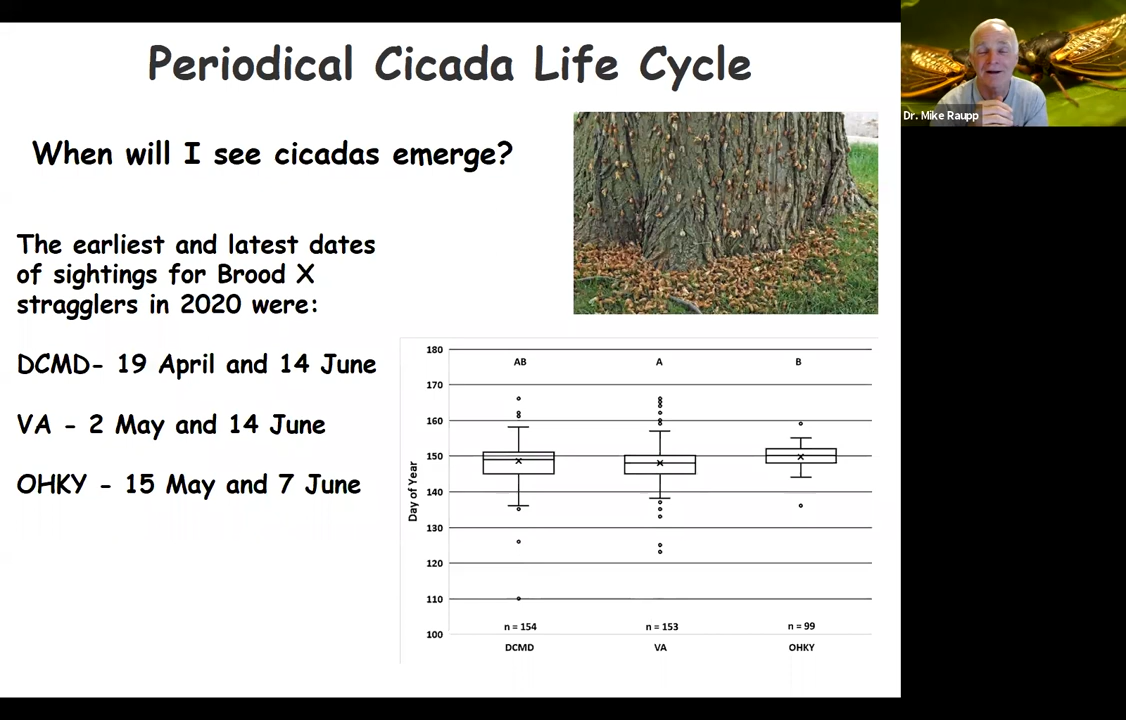 Periodical Cicada Life Cycle
Dr. Mike Raupp
When will I see cicadas emerge?
The earliest and latest dates
of sightings for Brood X
stragglers in 2020 were:
DCMD- 19 April and 14 June
VA - 2 May and 14 June
OHKY - 15 May and 7 June
180
170
160
150
140
130
120
110
100
Day of Year
AB A B
n = 154 n = 153 n = 99
DCMD VA OHKY